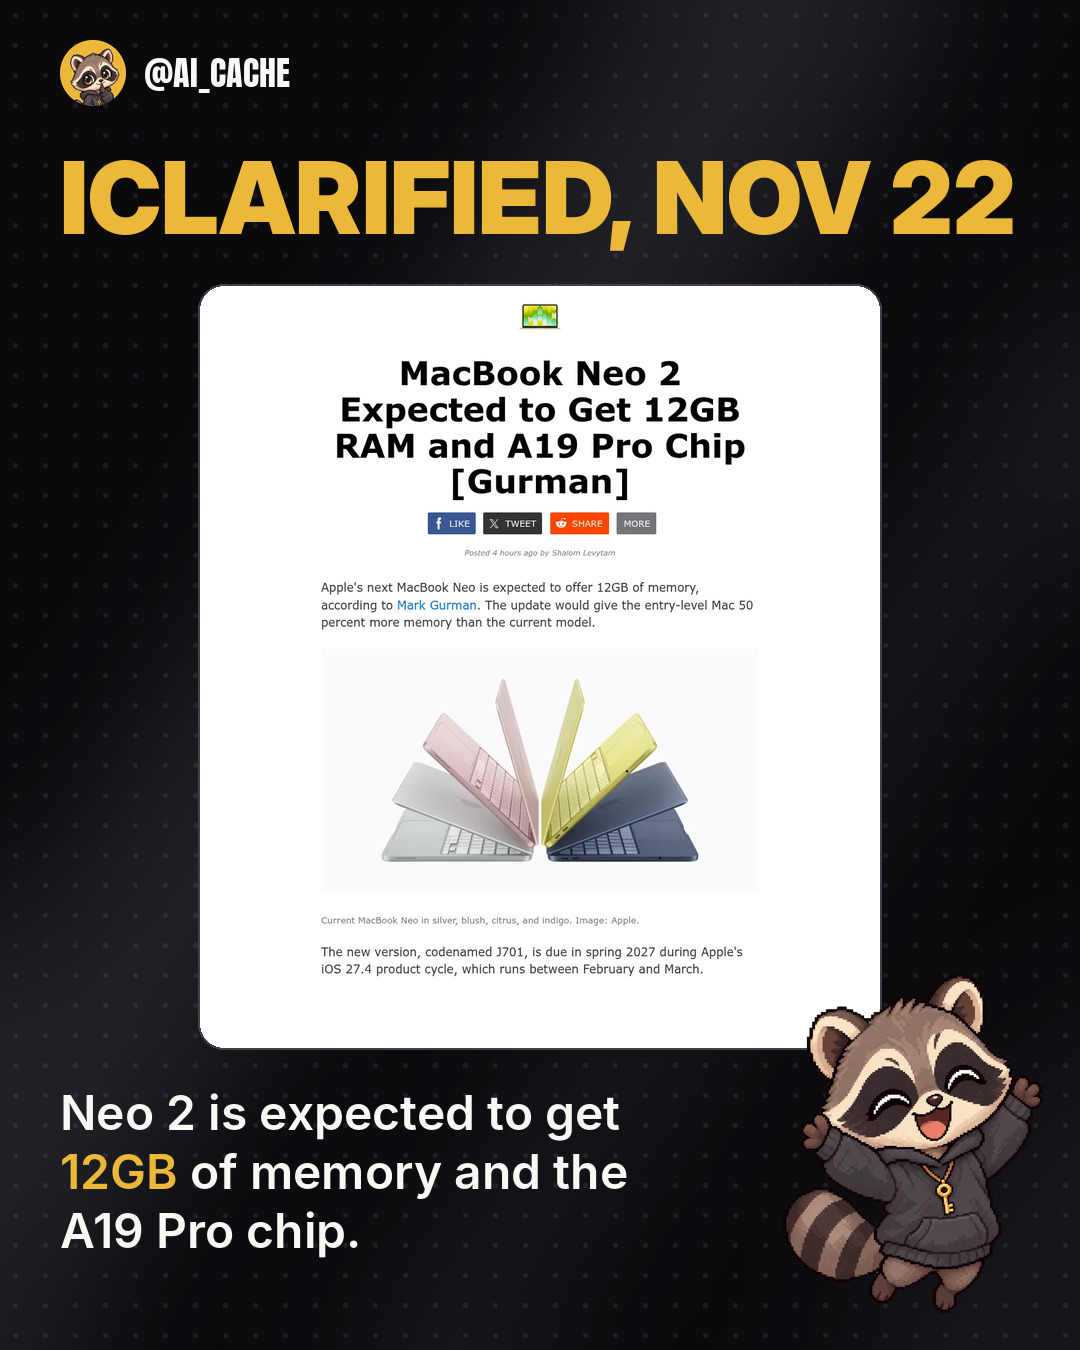 @AI_CACHE
ICLARIFIED, NOV 22
MacBook Neo 2
Expected to Get 12GB
RAM and A19 Pro Chip
[Gurman]
LIKE TWEET SHARE MORE
Posted 4 hours ago by Shalom Levytam
Apple's next MacBook Neo is expected to offer 12GB of memory,
according to Mark Gurman. The update would give the entry-level Mac 50
percent more memory than the current model.
Current MacBook Neo in silver, blush, citrus, and indigo. Image: Apple.
The new version, codenamed J701, is due in spring 2027 during Apple's
iOS 27.4 product cycle, which runs between February and March.
Neo 2 is expected to get
12GB of memory and the
A19 Pro chip.